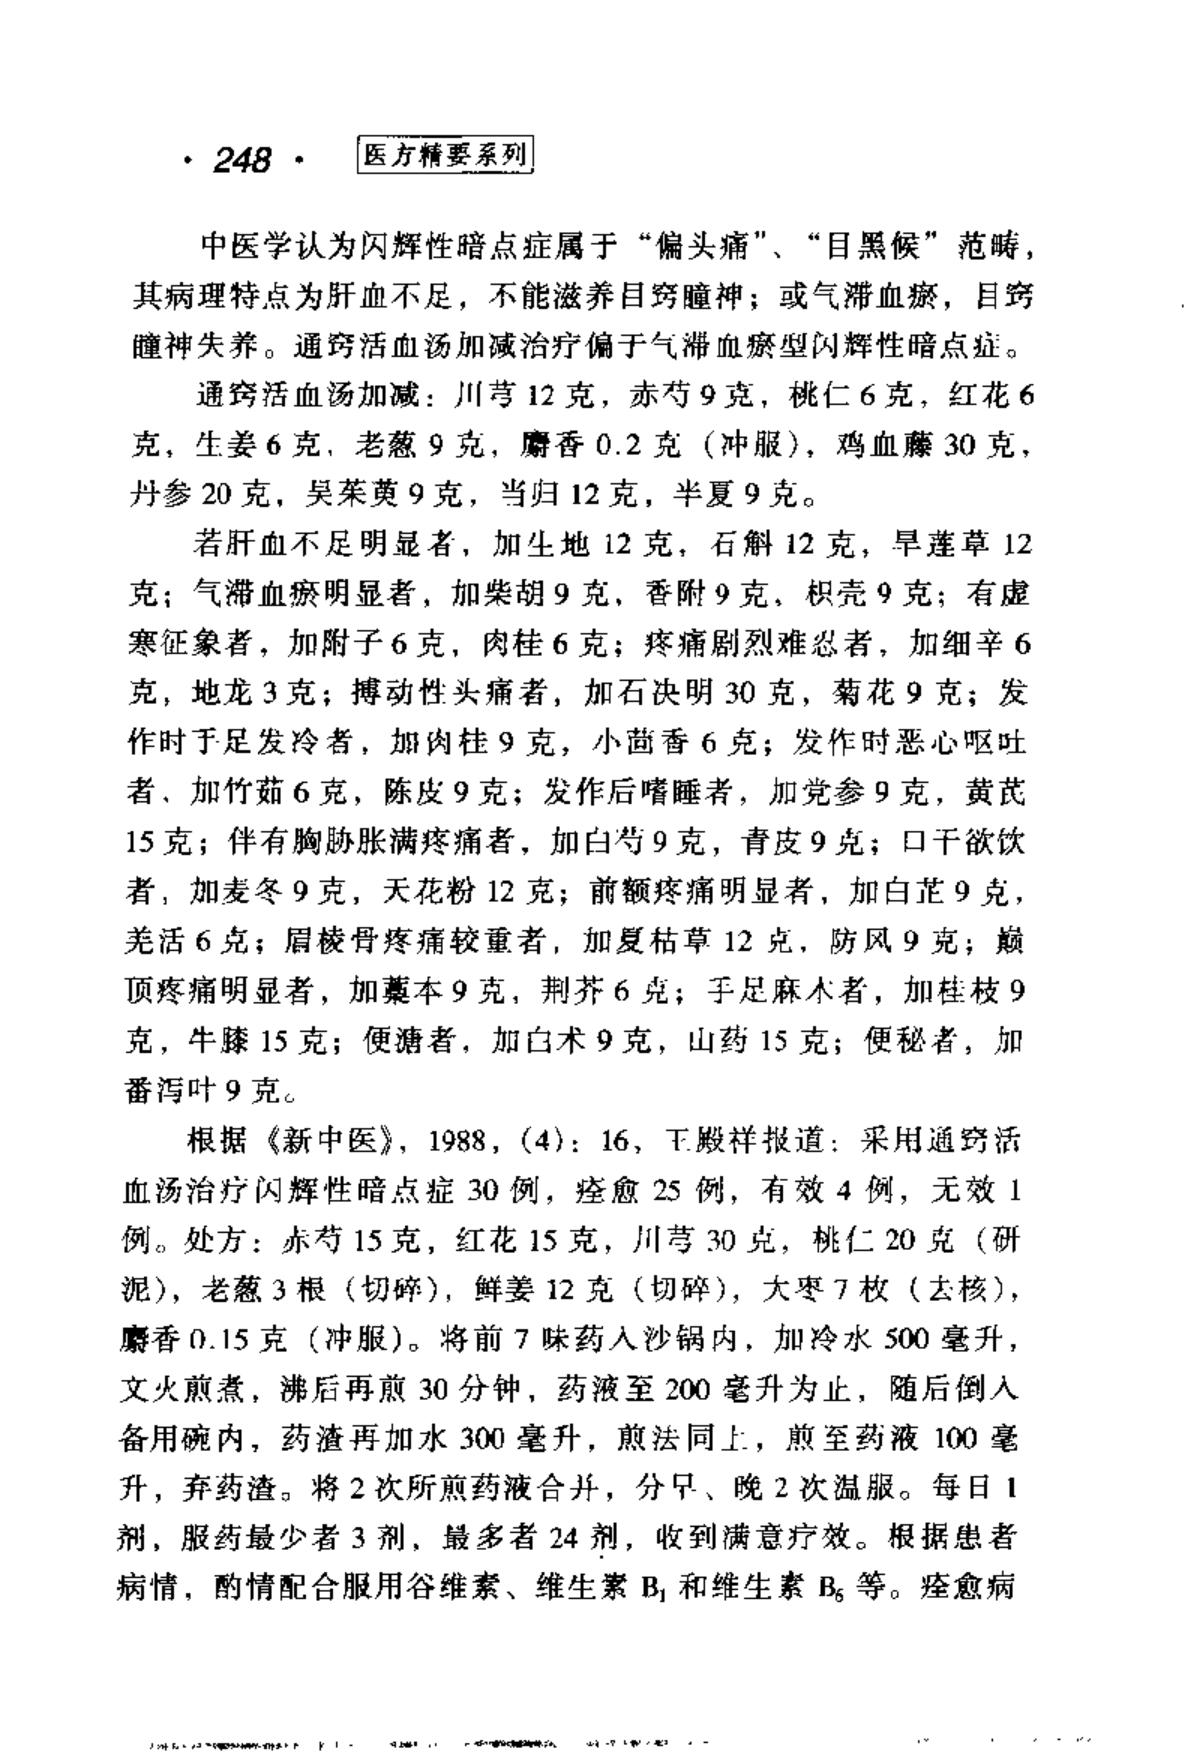 · 248 · 医方精要系列
中医学认为闪辉性暗点症属于“偏头痛”、“目黑候”范畴，
其病理特点为肝血不足，不能滋养目窍瞳神；或气滞血瘀，目窍
瞳神失养。通窍活血汤加减治疗偏于气滞血瘀型闪辉性暗点症。
通窍活血汤加减：川芎 12 克，赤芍 9 克，桃仁 6 克，红花 6
克，生姜 6 克，老葱 9 克，麝香 0.2 克（冲服），鸡血藤 30 克，
丹参 20 克，吴茱萸 9 克，当归 12 克，半夏 9 克。
若肝血不足明显者，加生地 12 克，石斛 12 克，旱莲草 12
克；气滞血瘀明显者，加柴胡 9 克，香附 9 克，枳壳 9 克；有虚
寒征象者，加附子 6 克，肉桂 6 克；疼痛剧烈难忍者，加细辛 6
克，地龙 3 克；搏动性头痛者，加石决明 30 克，菊花 9 克；发
作时手足发冷者，加肉桂 9 克，小茴香 6 克；发作时恶心呕吐
者，加竹茹 6 克，陈皮 9 克；发作后嗜睡者，加党参 9 克，黄芪
15 克；伴有胸胁胀满疼痛者，加白芍 9 克，青皮 9 克；口干欲饮
者，加麦冬 9 克，天花粉 12 克；前额疼痛明显者，加白芷 9 克，
羌活 6 克；眉棱骨疼痛较重者，加夏枯草 12 克，防风 9 克；巅
顶疼痛明显者，加藁本 9 克，荆芥 6 克；手足麻木者，加桂枝 9
克，牛膝 15 克；便溏者，加白术 9 克，山药 15 克；便秘者，加
番泻叶 9 克。
根据《新中医》，1988，(4)：16，王殿祥报道：采用通窍活
血汤治疗闪辉性暗点症 30 例，痊愈 25 例，有效 4 例，无效 1
例。处方：赤芍 15 克，红花 15 克，川芎 30 克，桃仁 20 克（研
泥），老葱 3 根（切碎），鲜姜 12 克（切碎），大枣 7 枚（去核），
麝香 0.15 克（冲服）。将前 7 味药入沙锅内，加冷水 500 毫升，
文火煎煮，沸后再煎 30 分钟，药液至 200 毫升为止，随后倒入
备用碗内，药渣再加水 300 毫升，煎法同上，煎至药液 100 毫
升，弃药渣。将 2 次所煎药液合并，分早、晚 2 次温服。每日 1
剂，服药最少者 3 剂，最多者 24 剂，收到满意疗效。根据患者
病情，酌情配合服用谷维素、维生素 B₁ 和维生素 B₆ 等。痊愈病